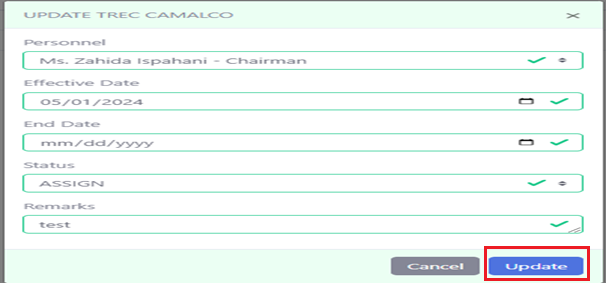 UPDATE TREC CAMALCO
Personnel
Ms. Zahida Ispahani - Chairman
Effective Date
05/01/2024
End Date
mm/dd/yyyy
Status
ASSIGN
Remarks
test
Cancel Update